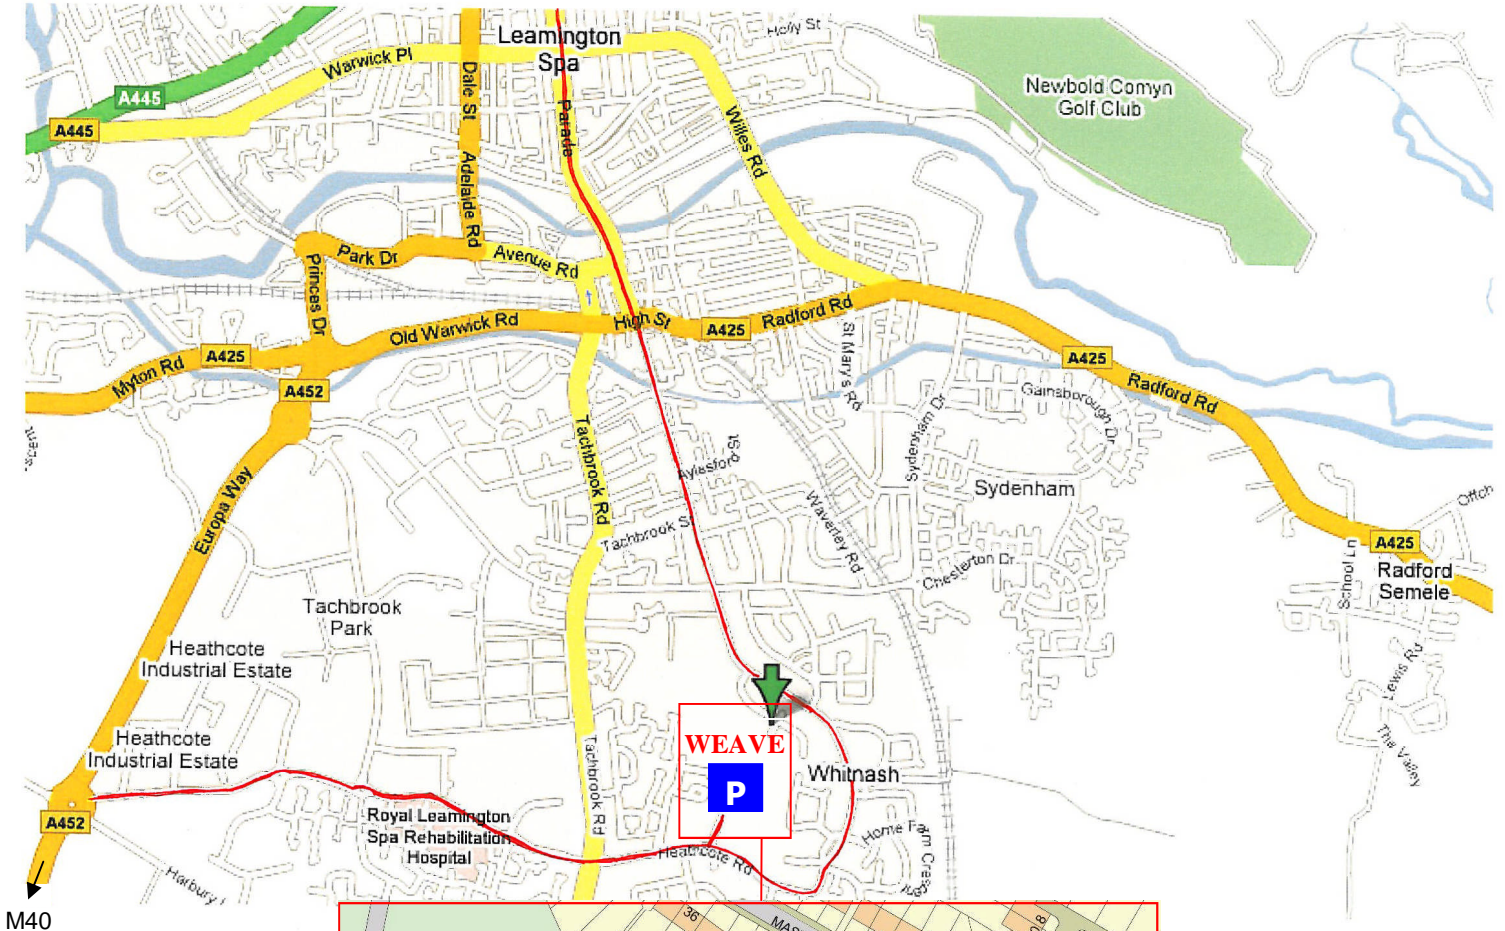 Holly St
Leamington
Spa
Warwick Pl
Dale St
A445
Newbold Comyn
Golf Club
Parade
A445
Willes Rd
Adelaide Rd
Park Dr
Avenue Rd
Princes Dr
Old Warwick Rd
High St
A425
Radford Rd
St Mary's Rd
Myton Rd
A425
A425
A452
Radford Rd
Gainsborough Dr
Sydenham Dr
Tachbrook Rd
Aylesford St
Sydenham
Europa Way
Waverley Rd
Tachbrook St
Offch
A425
Chesterton Dr
School Ln
Radford
Semele
Tachbrook
Park
Heathcote
Industrial Estate
Lewis Rd
Heathcote
Industrial Estate
WEAVE
The Valley
Tachbrook Rd
Whitnash
P
A452
Royal Leamington
Spa Rehabilitation
Hospital
Home Farm Cresce
Heathcote Rd
Harbury
M40
36
MAS